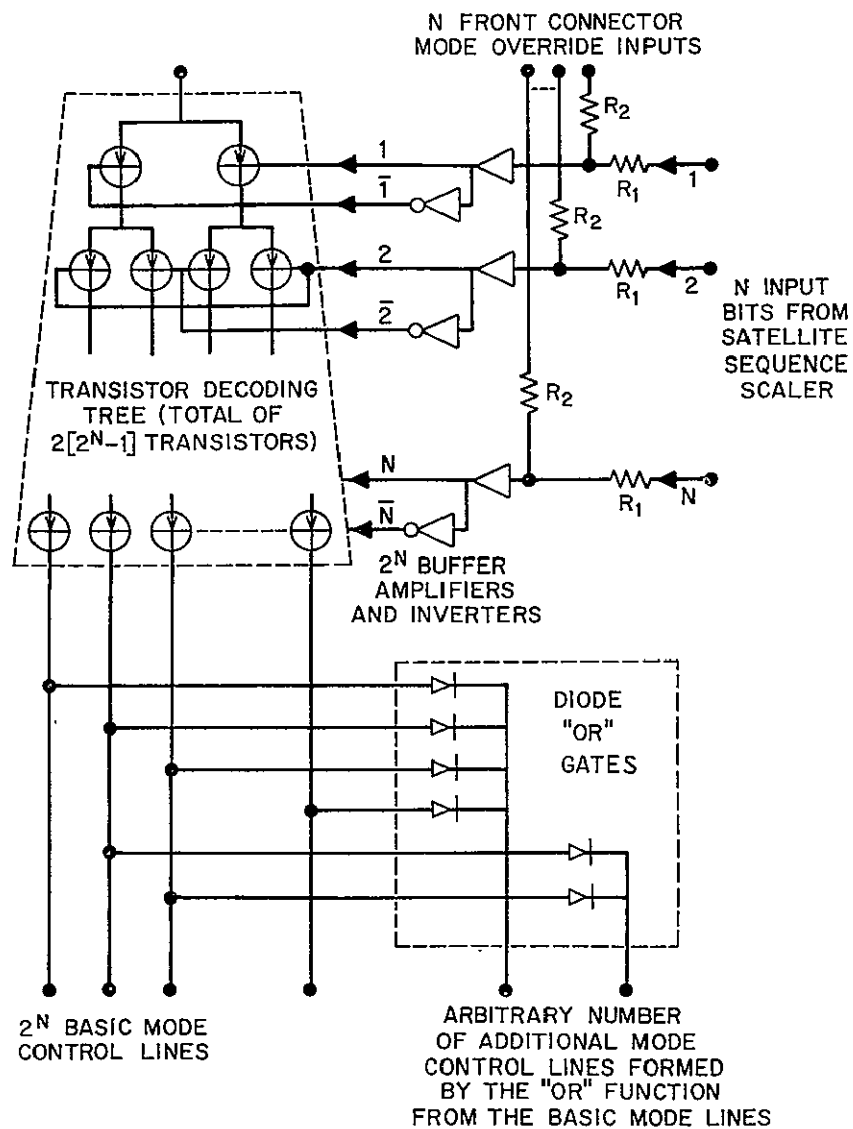 N FRONT CONNECTOR
MODE OVERRIDE INPUTS
R₂
1
R₁
1
1̅
R₂
2
R₁
2
2̅
N INPUT
BITS FROM
SATELLITE
SEQUENCE
SCALER
TRANSISTOR DECODING
TREE (TOTAL OF
2[2ᴺ-1] TRANSISTORS)
R₂
N
R₁
N
N̅
2ᴺ BUFFER
AMPLIFIERS
AND INVERTERS
DIODE
"OR"
GATES
2ᴺ BASIC MODE
CONTROL LINES
ARBITRARY NUMBER
OF ADDITIONAL MODE
CONTROL LINES FORMED
BY THE "OR" FUNCTION
FROM THE BASIC MODE LINES